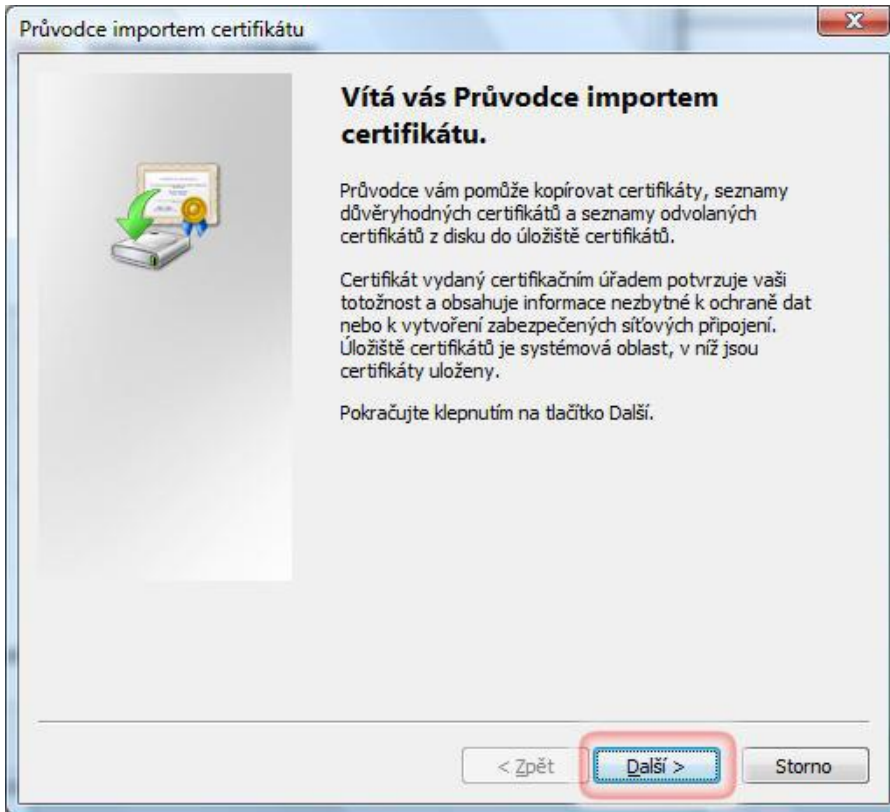 Průvodce importem certifikátu
Vítá vás Průvodce importem
certifikátu.
Průvodce vám pomůže kopírovat certifikáty, seznamy
důvěryhodných certifikátů a seznamy odvolaných
certifikátů z disku do úložiště certifikátů.
Certifikát vydaný certifikačním úřadem potvrzuje vaši
totožnost a obsahuje informace nezbytné k ochraně dat
nebo k vytvoření zabezpečených síťových připojení.
Úložiště certifikátů je systémová oblast, v níž jsou
certifikáty uloženy.
Pokračujte klepnutím na tlačítko Další.
< Zpět Další > Storno